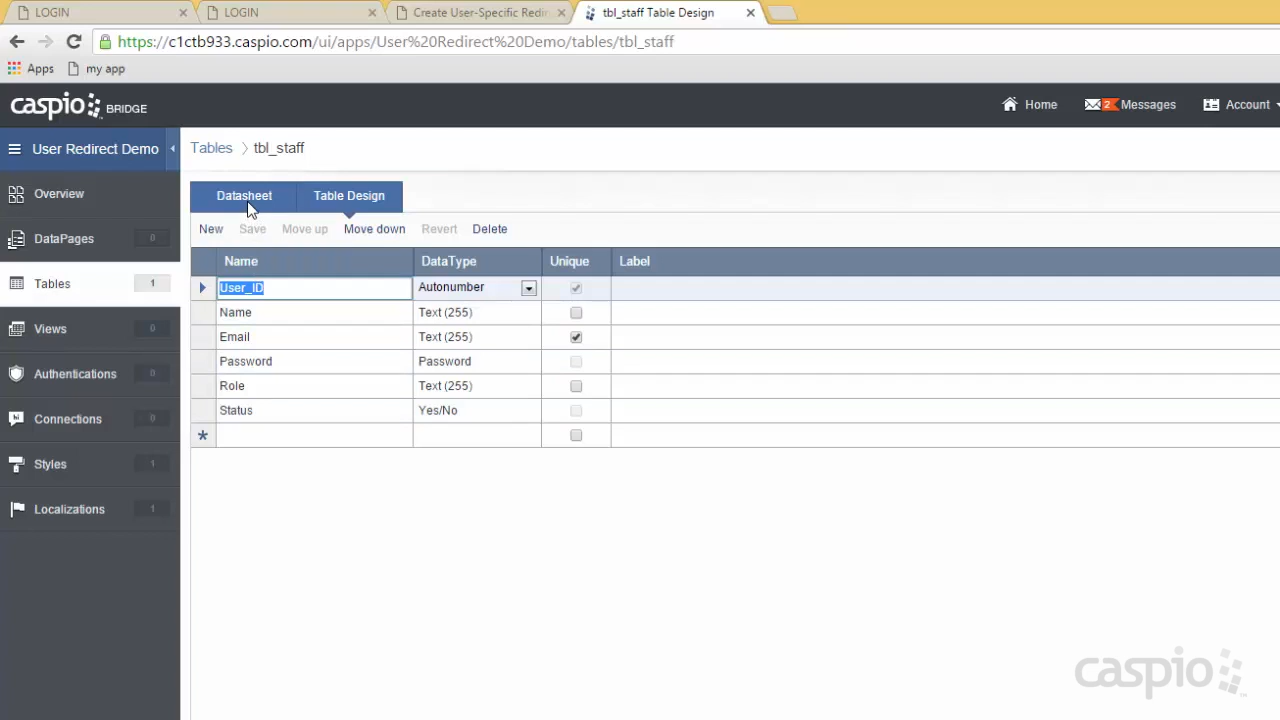 LOGIN
LOGIN
Create User-Specific Redir
tbl_staff Table Design
https://c1ctb933.caspio.com/ui/apps/User%20Redirect%20Demo/tables/tbl_staff
Apps
my app
caspio BRIDGE
Home
2
Messages
Account
User Redirect Demo
Tables
tbl_staff
Overview
DataPages 0
Tables 1
Views 0
Authentications 0
Connections 0
Styles 1
Localizations 1
Datasheet
Table Design
New Save Move up Move down Revert Delete
Name DataType Unique Label
User_ID Autonumber
Name Text (255)
Email Text (255)
Password Password
Role Text (255)
Status Yes/No
*
caspio